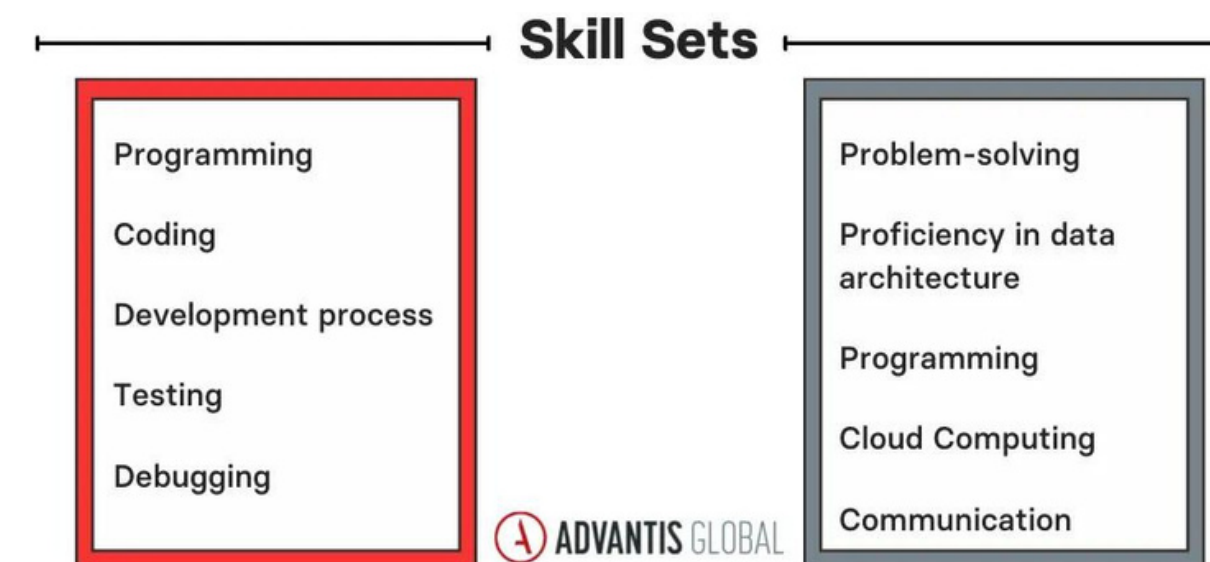 Skill Sets
Programming
Coding
Development process
Testing
Debugging
Problem-solving
Proficiency in data
architecture
Programming
Cloud Computing
Communication
ADVANTIS GLOBAL